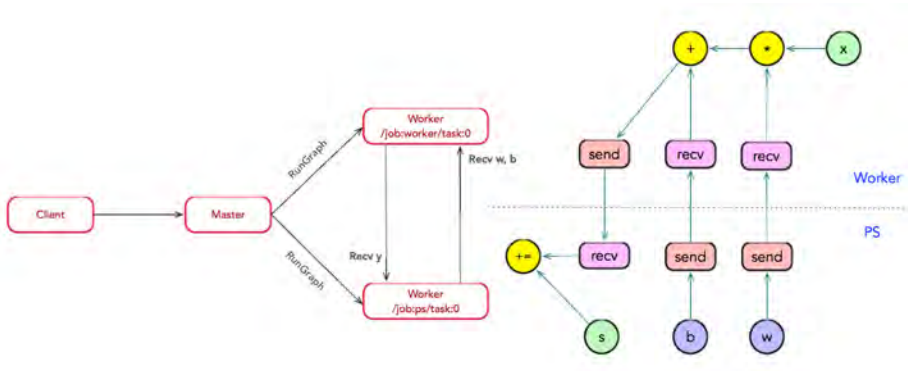 Client
Master
RunGraph
RunGraph
Worker
/job:worker/task:0
Recv w, b
Recv y
Worker
/job:ps/task:0
+
*
x
send
recv
recv
Worker
PS
+=
recv
send
send
s
b
w